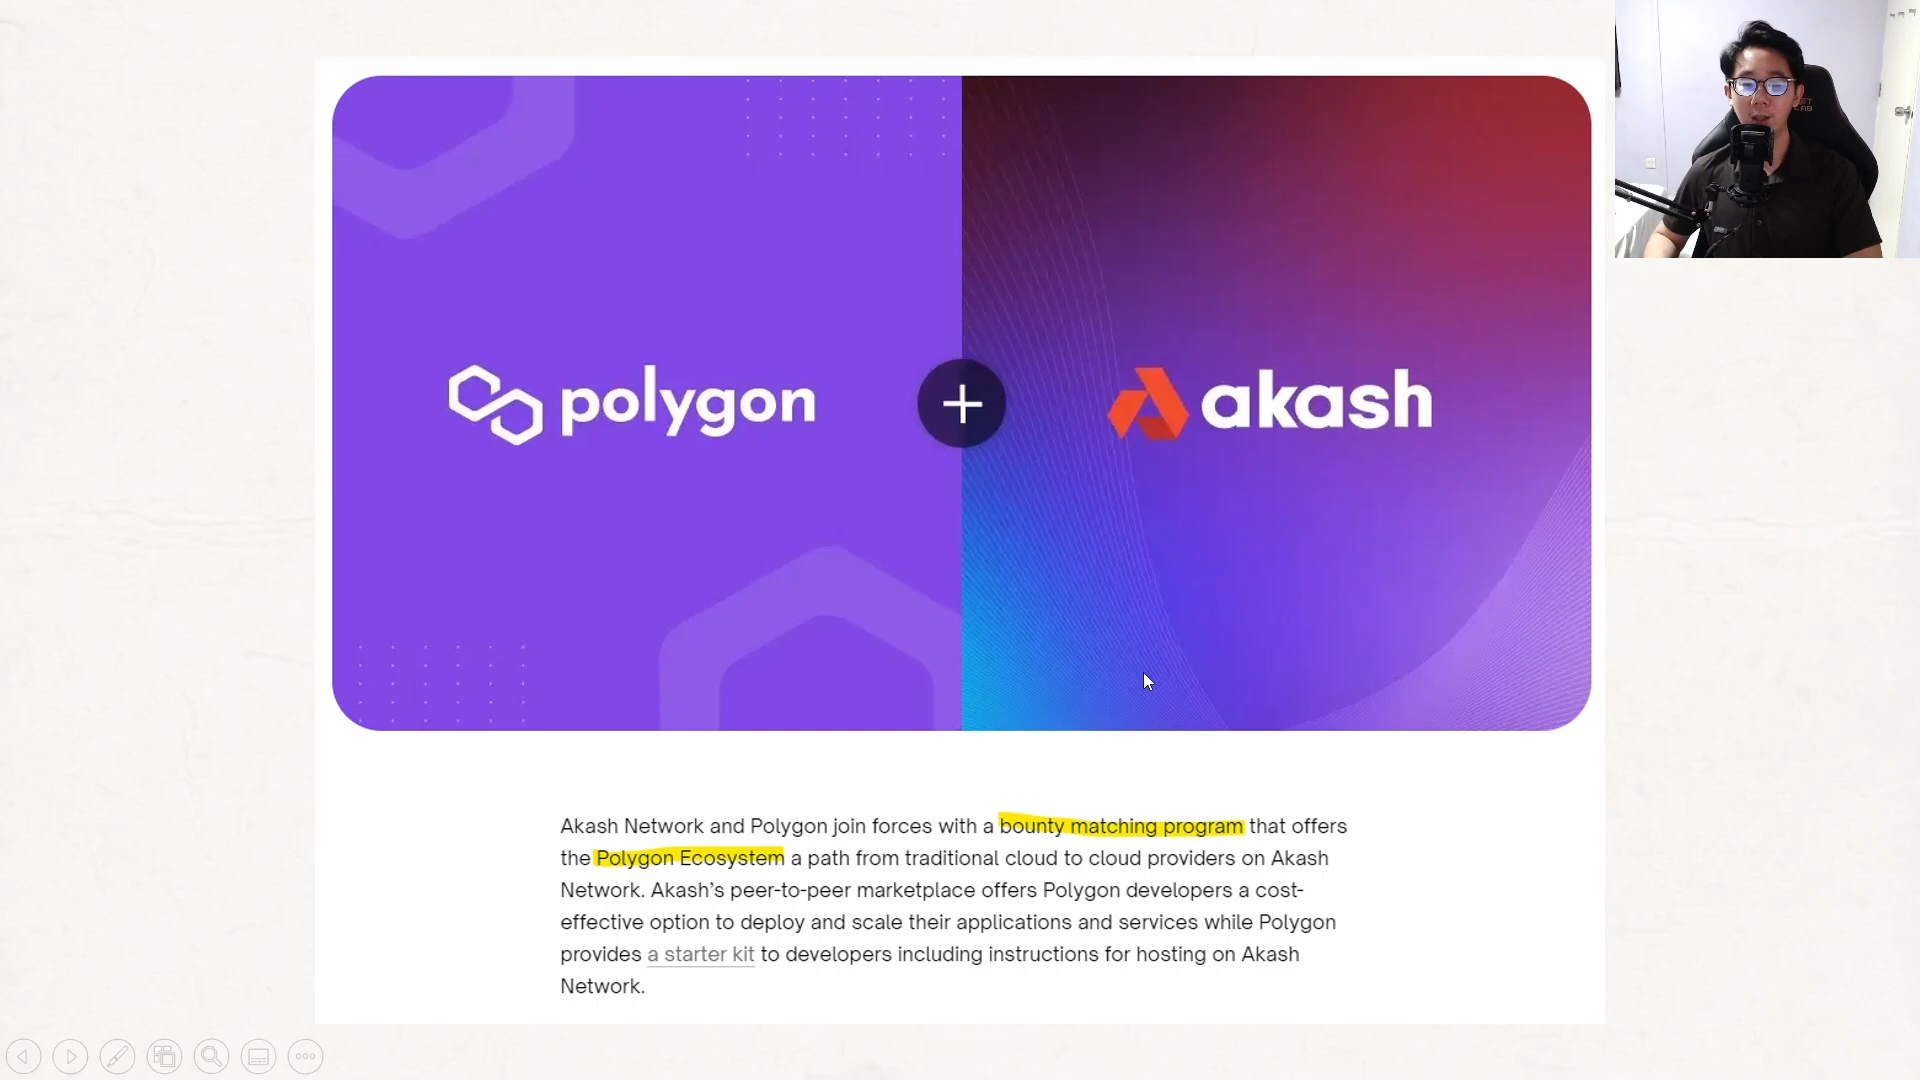 polygon
akash
Akash Network and Polygon join forces with a bounty matching program that offers
the Polygon Ecosystem a path from traditional cloud to cloud providers on Akash
Network. Akash’s peer-to-peer marketplace offers Polygon developers a cost-
effective option to deploy and scale their applications and services while Polygon
provides a starter kit to developers including instructions for hosting on Akash
Network.